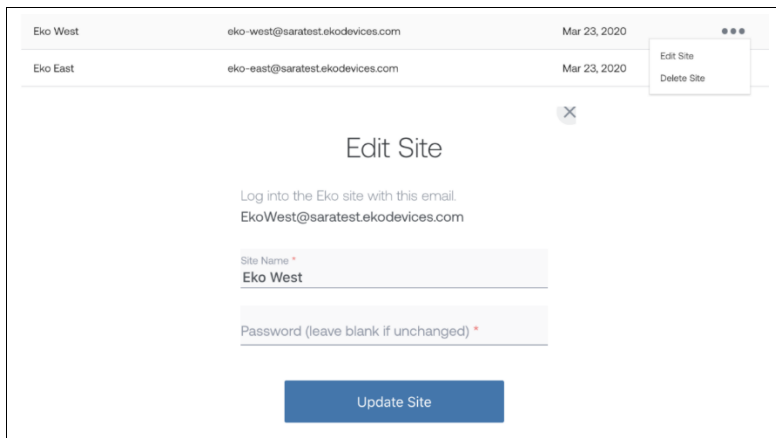 Eko West eko-west@saratest.ekodevices.com Mar 23, 2020
Edit Site
Eko East eko-east@saratest.ekodevices.com Mar 23, 2020
Delete Site
Edit Site
Log into the Eko site with this email.
EkoWest@saratest.ekodevices.com
Site Name *
Eko West
Password (leave blank if unchanged) *
Update Site